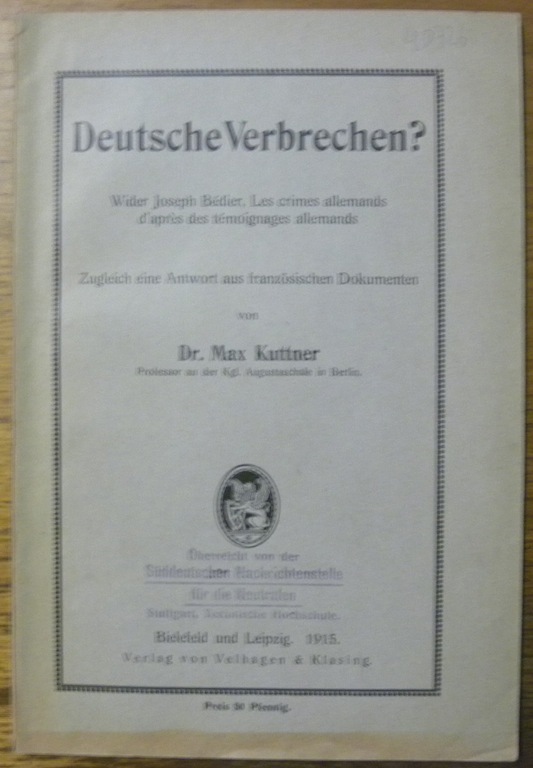 4932
Deutsche Verbrechen?
Wider Joseph Bédier, Les crimes allemands
d'après des témoignages allemands
Zugleich eine Antwort aus französischen Dokumenten
von
Dr. Max Kuttner
Professor an der Kgl. Augustaschule in Berlin.
Überreicht von der
Süddeutschen Nachrichtenstelle
für die Neutralen
Stuttgart, Technische Hochschule.
Bielefeld und Leipzig. 1915.
Verlag von Velhagen & Klasing
Preis 50 Pfennig.